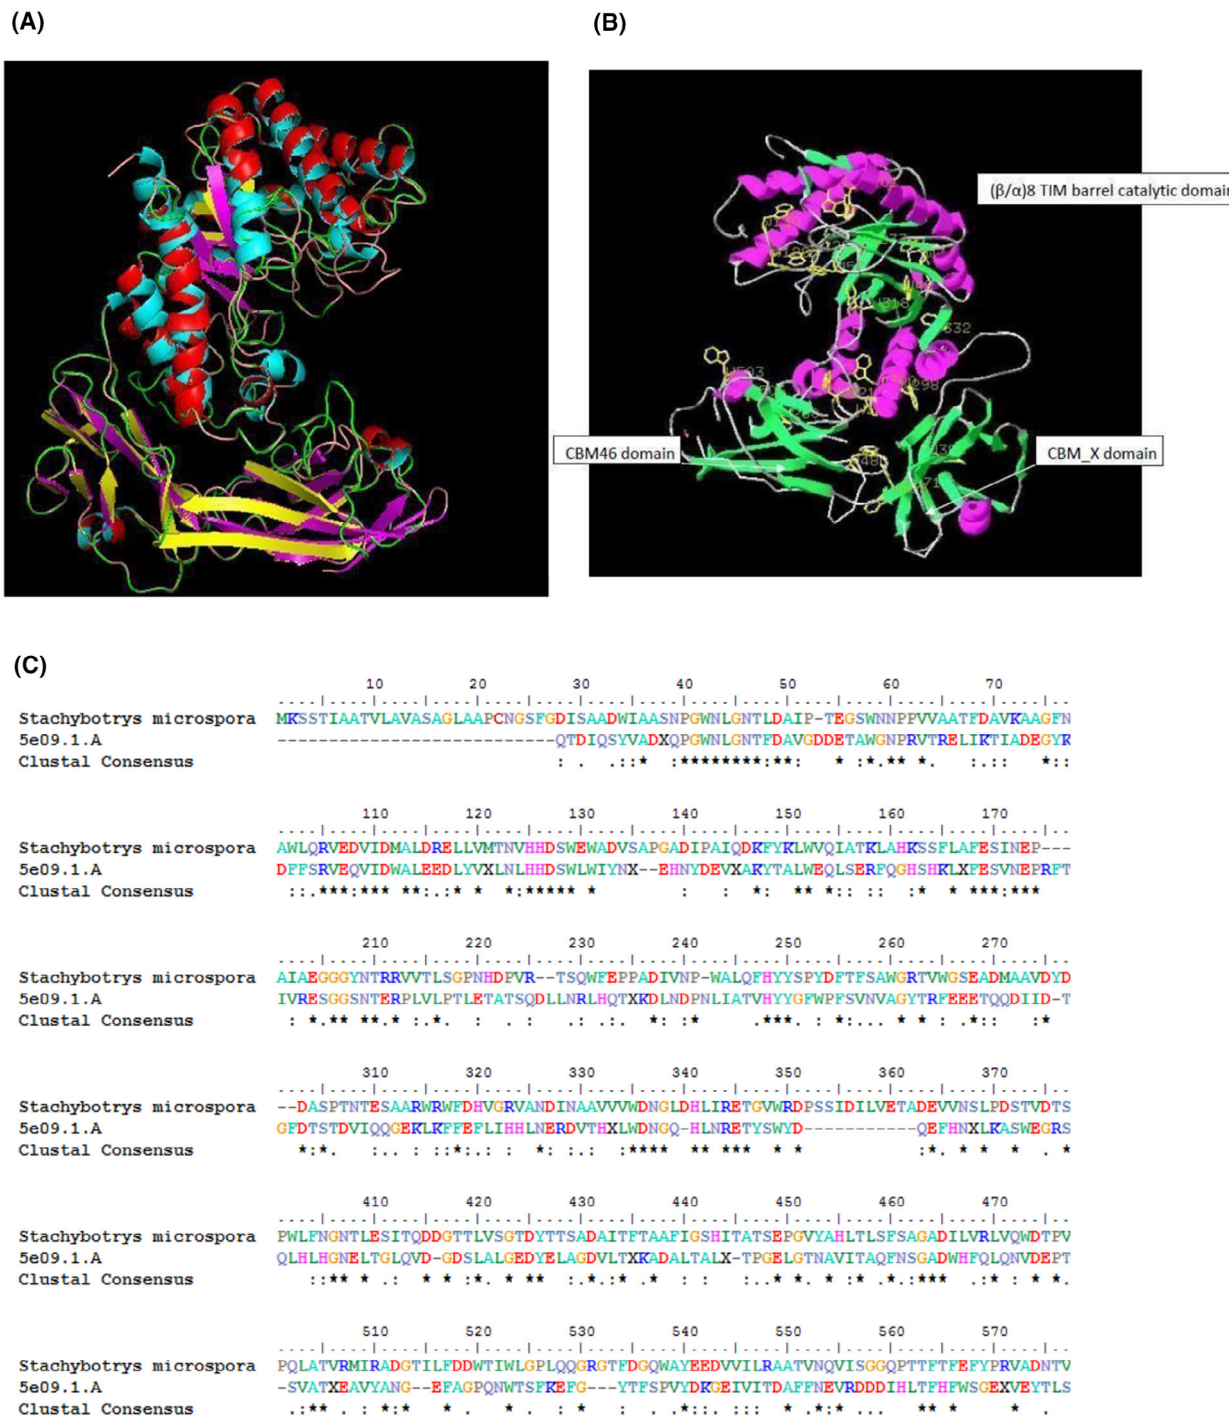 (A)
(B)
(β/α)8 TIM barrel catalytic domain
CBM46 domain
CBM_X domain
(C)
10 20 30 40 50 60 70
Stachybotrys microspora MKSSTIAATVLAVASAGLAAPCNGSFGDISAADWIAASNPGWNLGNTLDAIP-TEGSWNNPPVVAATFDAVKAAGFN
5e09.1.A ---------------------------QTDIQSYVADXQPGWNLGNTFDAVGDDETAWGNPRVTRELIKTIADEGYK
Clustal Consensus : . .::* ***********:**: * :*.** *. :.:: *::
110 120 130 140 150 160 170
Stachybotrys microspora AWLQRVEDVIDMALDRELLVMTNVHHDSWEWADVSAPGADIPAIQDKFYKLWVQIATKLAHKSSFLAFESINEP---
5e09.1.A DFFSRVEQVIDWALEEDLYVXLNLHHDSWLWIYNX--EHNYDEVXAKYTALWEQLSERFQGHSHKLXFESVNEPRFT
Clustal Consensus ::.***:*** **:.:* * *:***** * : *: ** *: : : :* * ***:***
210 220 230 240 250 260 270
Stachybotrys microspora AIAEGGGYNTRRVVTLSGPNHDPVR--TSQWFEPPADIVNP-WALQFHYYSPYDFTFSAWGRTVWGSEADMAAVDYD
5e09.1.A IVRESGGSNTERPLVLPTLETATSQDLLNRLHQTXKDLNDPNLIATVHYYGFWPFSVNVAGYTRFEEETQQDIID-T
Clustal Consensus : *.** **.* :.*. : : .: .: *: :* .***. : *:... * * : .*:: :*
310 320 330 340 350 360 370
Stachybotrys microspora --DASPTNTESAARWRWFDHVGRVANDINAAVVVWDNGLDHLIRETGVWRDPSSIDILVETADEVVNSLPDSTVDTS
5e09.1.A GFDTSTDVIQQGEKLKFFEFLIHHLNERDVTHXLWDNGQ-HLNRETYSWYD-----------QEFHNXLKASWEGRS
Clustal Consensus *:*. :.. : ::*:.: : *: :.: :**** ** *** * * :*. * * * . *
410 420 430 440 450 460 470
Stachybotrys microspora PWLFNGNTLESITQDDGTTLVSGTDYTTSADAITFTAAFIGSHITATSEPGVYAHLTLSFSAGADILVRLVQWDTPV
5e09.1.A QLHLHGNELTGLQVD-GDSLALGEDYELAGDVLTXKADALTALX-TPGELGTNAVITAQFNSGADWHFQLQNVDEPT
Clustal Consensus ::** * .: * * :*. * ** :.*.:* .* : : :..* *. * :* .*.:*** .:* : * *.
510 520 530 540 550 560 570
Stachybotrys microspora PQLATVRMIRADGTILFDDWTIWLGPLQQGRGTFDGQWAYEEDVVILRAATVNQVISGGQPTTFTFEFYPRVADNTV
5e09.1.A -SVATXEAVYANG--EFAGPQNWTSFKEFG---YTFSPVYDKGEIVITDAFFNEVRDDDIHLTFHFWSGEXVEYTLS
Clustal Consensus .:** . : *:* * . * . : * : . .*::. ::: * .*:* ... ** * *